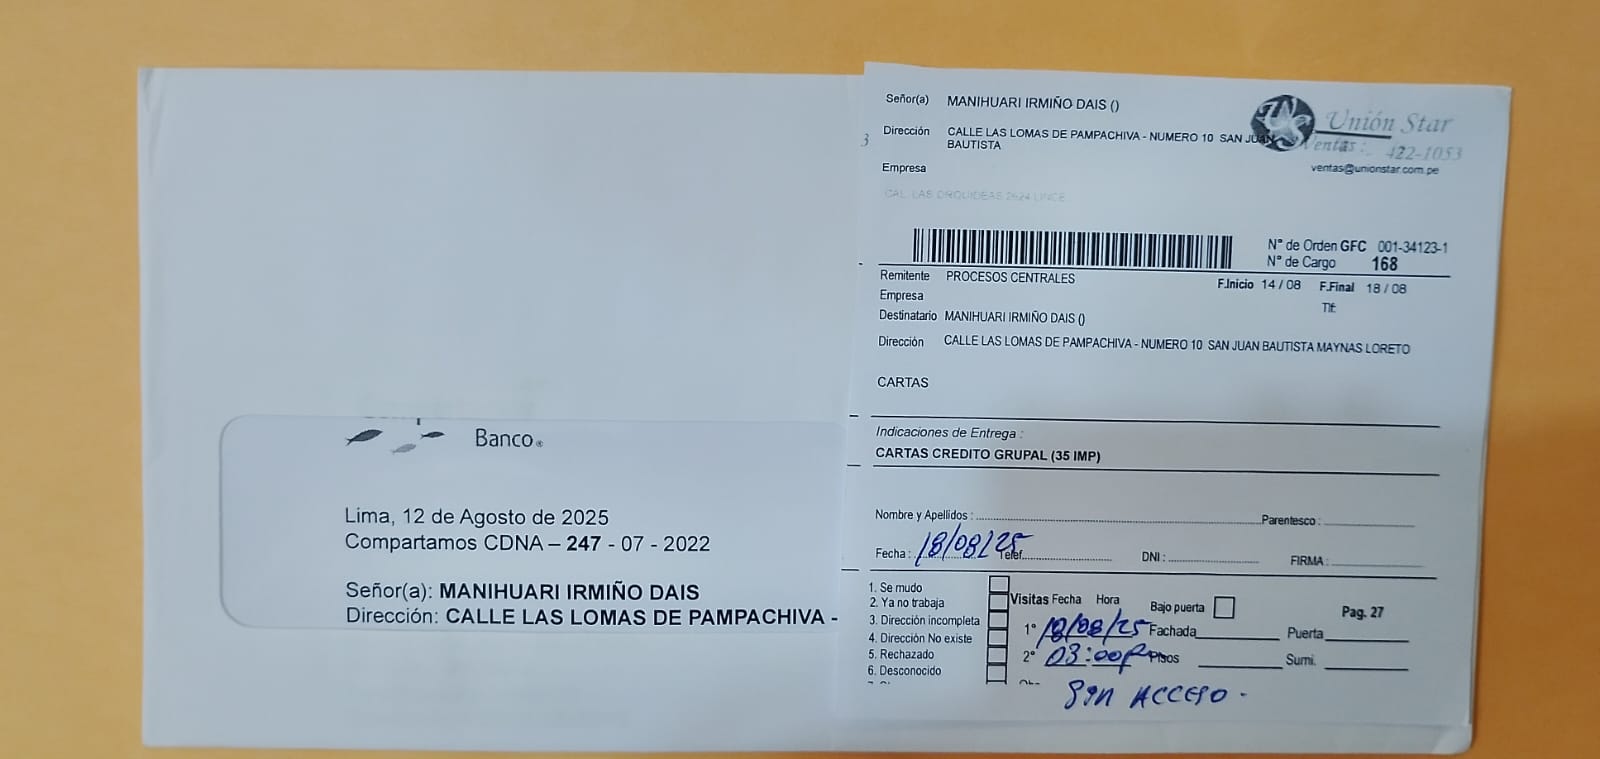 Banco
Lima, 12 de Agosto de 2025
Compartamos CDNA – 247 - 07 - 2022
Señor(a): MANIHUARI IRMIÑO DAIS
Dirección: CALLE LAS LOMAS DE PAMPACHIVA -
Señor(a) MANIHUARI IRMIÑO DAIS ()
Unión Star
Ventas: 422-1053
ventas@unionstar.com.pe
3
Dirección CALLE LAS LOMAS DE PAMPACHIVA - NUMERO 10 SAN JUAN
BAUTISTA
Empresa
CAL. LAS ORQUIDEAS 2624 LINCE
N° de Orden GFC 001-34123-1
N° de Cargo 168
Remitente PROCESOS CENTRALES
F.Inicio 14 / 08 F.Final 18 / 08
Empresa
Tlf:
Destinatario MANIHUARI IRMIÑO DAIS ()
Dirección CALLE LAS LOMAS DE PAMPACHIVA - NUMERO 10 SAN JUAN BAUTISTA MAYNAS LORETO
CARTAS
Indicaciones de Entrega :
CARTAS CREDITO GRUPAL (35 IMP)
Nombre y Apellidos : Parentesco :
Fecha : 18/08/25 Telef. DNI : FIRMA :
1. Se mudo
2. Ya no trabaja
3. Dirección incompleta
4. Dirección No existe
5. Rechazado
6. Desconocido
Visitas Fecha Hora Bajo puerta Pag. 27
1° 18/08/25 Fachada Puerta
2° 03:00p Pisos Sumi.
SIN ACCESO.